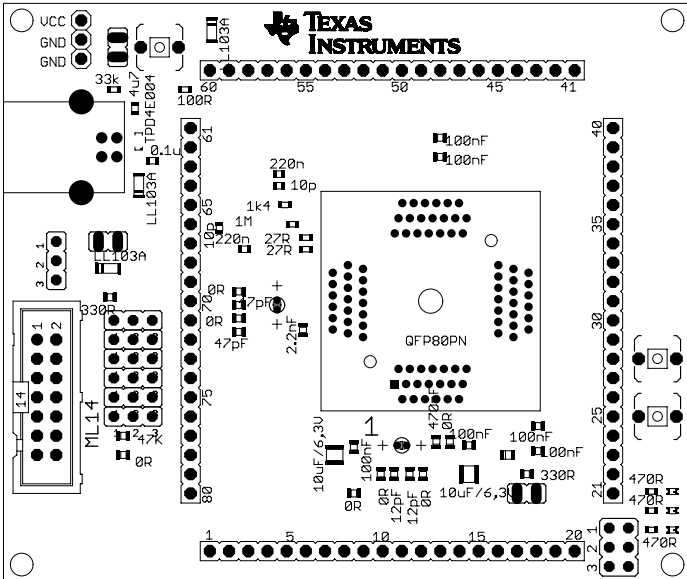 VCC
GND
GND
LL103A
TEXAS
INSTRUMENTS
33k
4u7
TPD4E004
100R
0.1u
LL103A
60
55
50
45
41
61
40
100nF
100nF
220n
10p
1k4
1M
10p
220n
27R
27R
65
35
1
2
3
LL103A
330R
0R
47pF
0R
47pF
2.2nF
70
30
QFP80PN
1
2
14
ML14
1
2
3
47K
0R
75
25
80
21
1
470nF
0R
10uF/6,3V
100nF
100nF
100nF
100nF
330R
10uF/6,3V
0R
0R
12pF
12pF
0R
470R
470R
470R
1
5
10
15
20
1
2
3